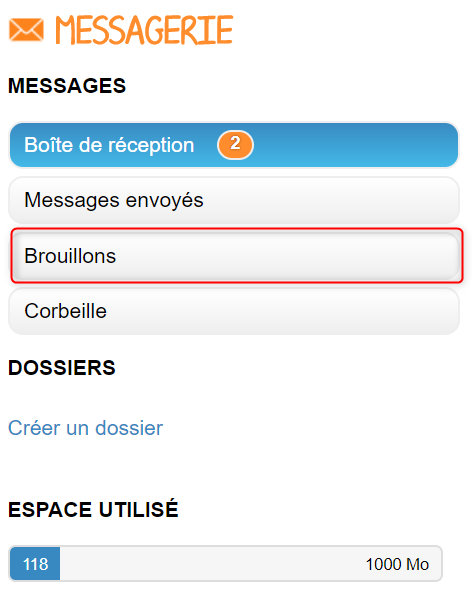 MESSAGERIE
MESSAGES
Boîte de réception 2
Messages envoyés
Brouillons
Corbeille
DOSSIERS
Créer un dossier
ESPACE UTILISÉ
118 1000 Mo